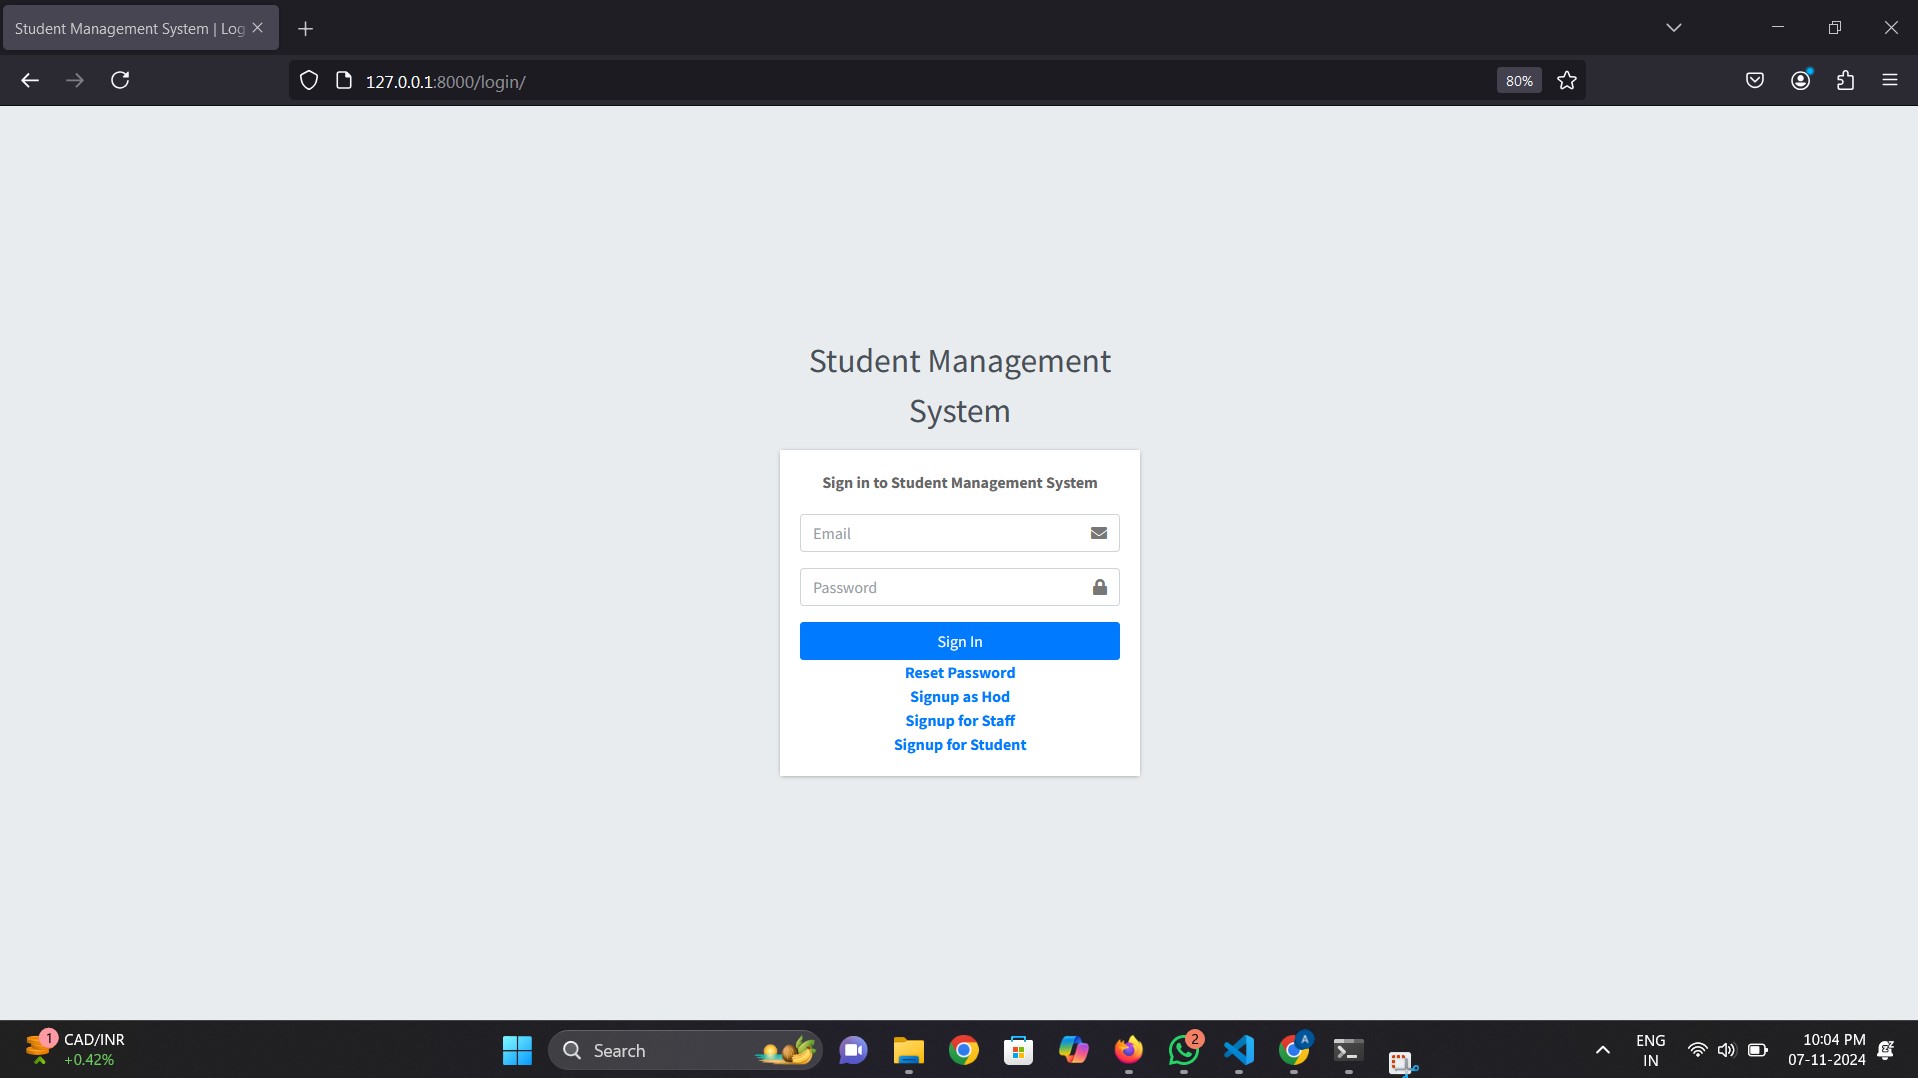 Student Management System | Log
127.0.0.1:8000/login/
80%
Student Management
System
Sign in to Student Management System
Email
Password
Sign In
Reset Password
Signup as Hod
Signup for Staff
Signup for Student
1
CAD/INR
+0.42%
Search
2
A
ENG
IN
10:04 PM
07-11-2024